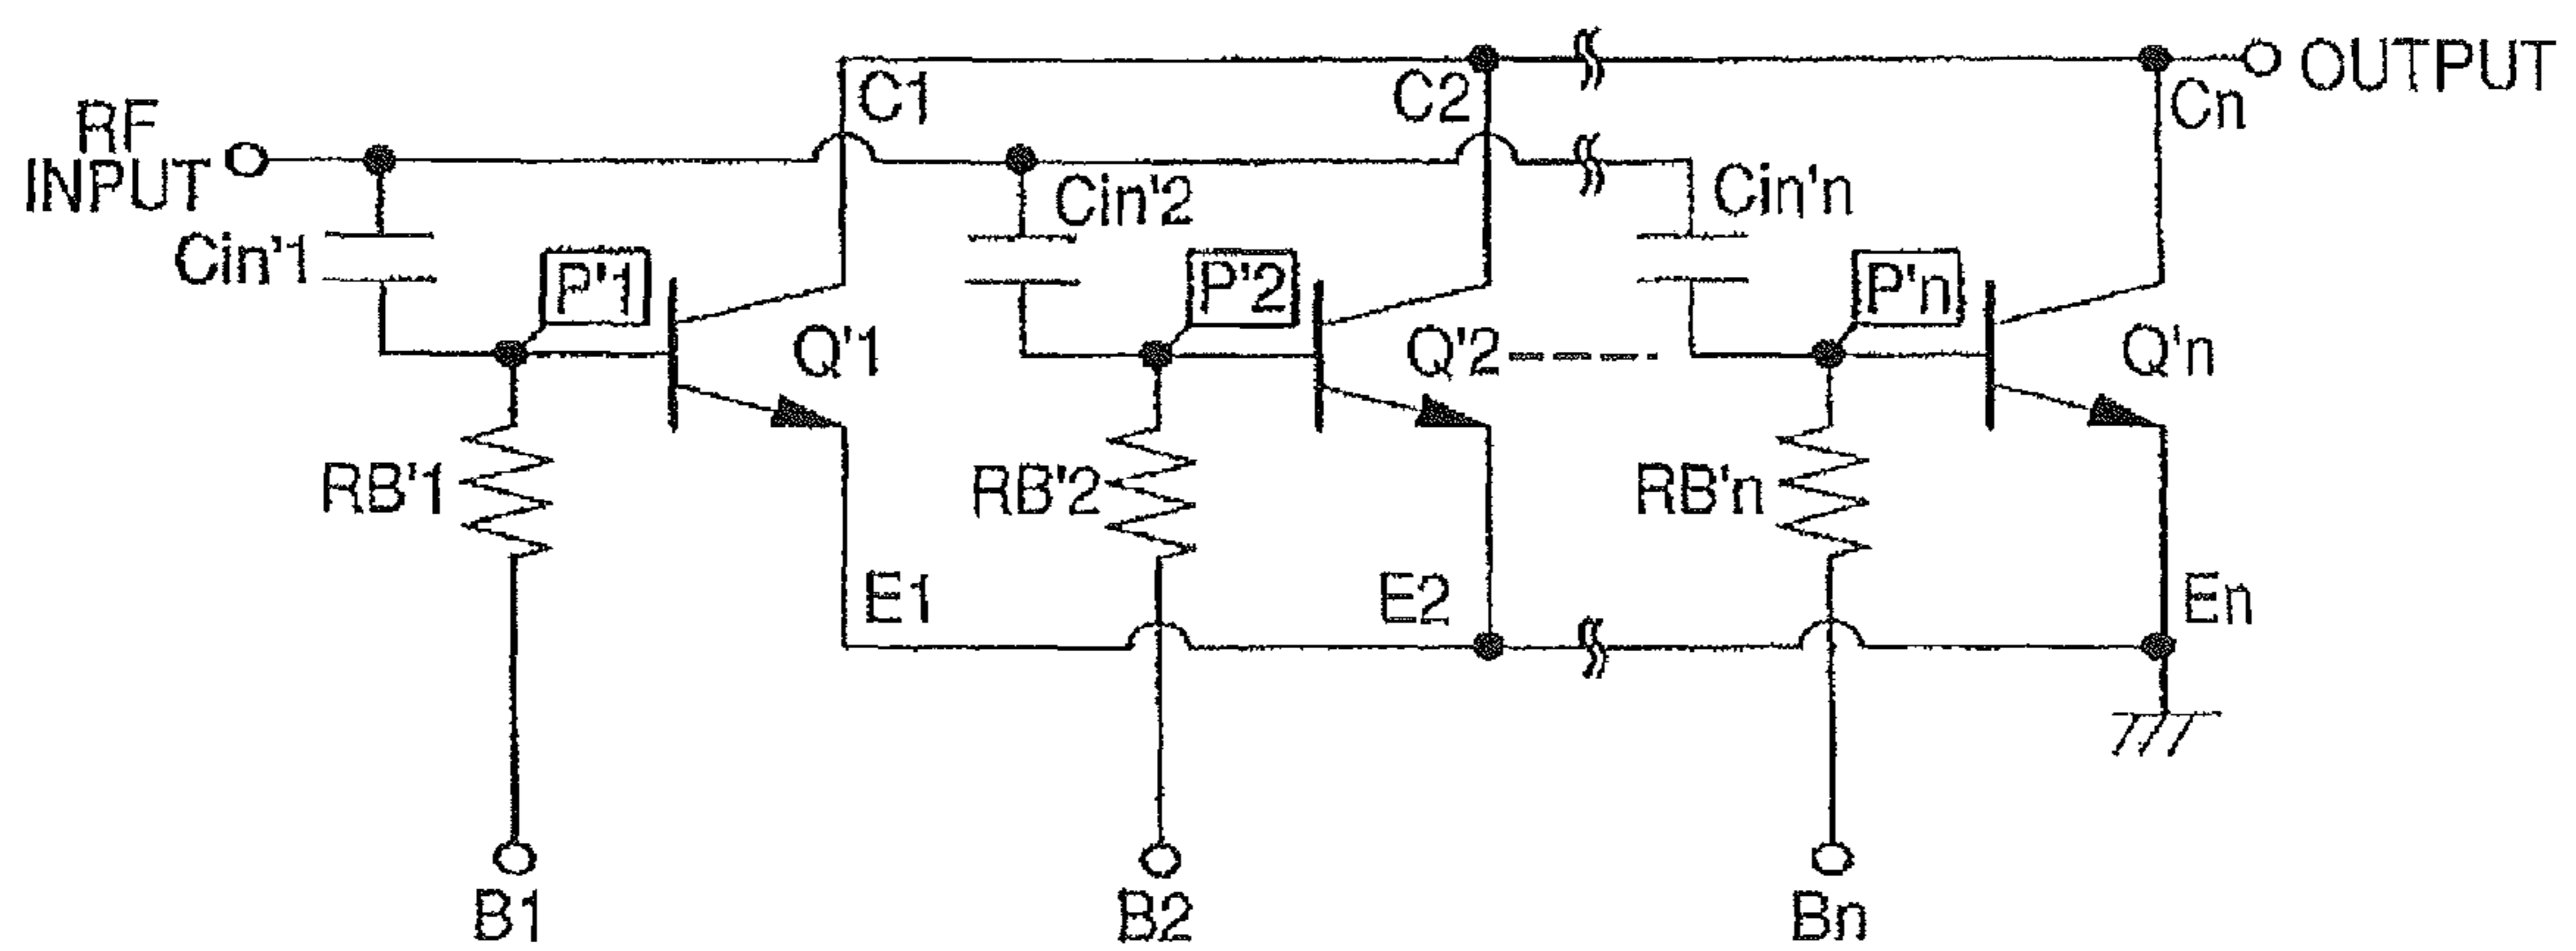 C1
C2
Cn
OUTPUT
RF
INPUT
Cin'1
Cin'2
Cin'n
P'1
P'2
P'n
Q'1
Q'2
Q'n
RB'1
RB'2
RB'n
E1
E2
En
B1
B2
Bn